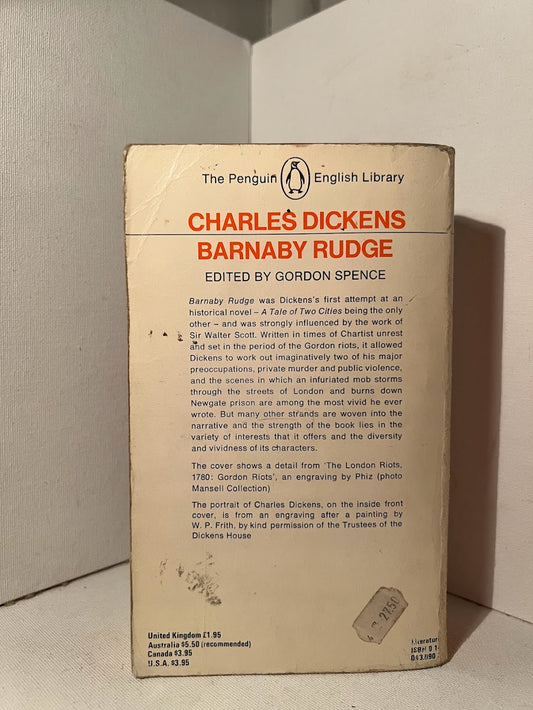 The Penguin English Library
CHARLES DICKENS
BARNABY RUDGE
EDITED BY GORDON SPENCE
Barnaby Rudge was Dickens's first attempt at an
historical novel – A Tale of Two Cities being the only
other – and was strongly influenced by the work of
Sir Walter Scott. Written in times of Chartist unrest
and set in the period of the Gordon riots, it allowed
Dickens to work out imaginatively two of his major
preoccupations, private murder and public violence,
and the scenes in which an infuriated mob storms
through the streets of London and burns down
Newgate prison are among the most vivid he ever
wrote. But many other strands are woven into the
narrative and the strength of the book lies in the
variety of interests that it offers and the diversity
and vividness of its characters.
The cover shows a detail from 'The London Riots,
1780: Gordon Riots', an engraving by Phiz (photo
Mansell Collection)
The portrait of Charles Dickens, on the inside front
cover, is from an engraving after a painting by
W. P. Frith, by kind permission of the Trustees of the
Dickens House
27.50
United Kingdom £1.95
Australia $5.50 (recommended)
Canada $3.95
U.S.A. $3.95
ISBN 0 1